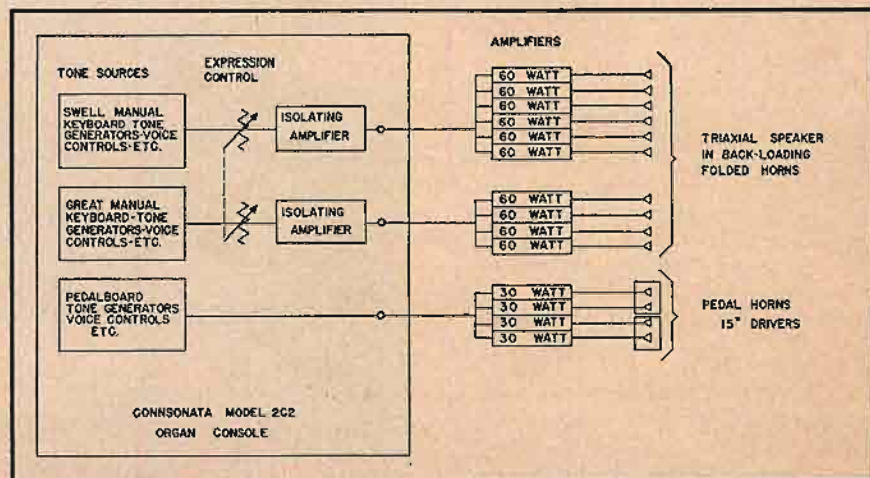 TONE SOURCES
EXPRESSION
CONTROL
AMPLIFIERS
SWELL MANUAL
KEYBOARD TONE
GENERATORS-VOICE
CONTROLS-ETC.
ISOLATING
AMPLIFIER
60 WATT
60 WATT
60 WATT
60 WATT
60 WATT
60 WATT
TRIAXIAL SPEAKER
IN BACK-LOADING
FOLDED HORNS
GREAT MANUAL
KEYBOARD-TONE
GENERATORS-VOICE
CONTROLS-ETC.
ISOLATING
AMPLIFIER
60 WATT
60 WATT
60 WATT
60 WATT
PEDALBOARD
TONE GENERATORS
VOICE CONTROLS
ETC.
30 WATT
30 WATT
30 WATT
30 WATT
PEDAL HORNS
15" DRIVERS
CONNSONATA MODEL 2C2
ORGAN CONSOLE